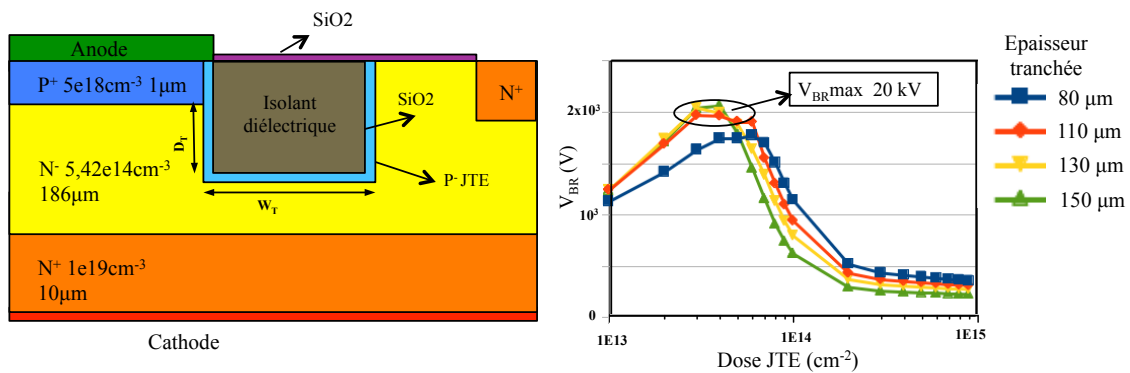 SiO2
Anode
P⁺ 5e18cm⁻³ 1μm
N⁺
Isolant
diélectrique
SiO2
D_T
N⁻ 5,42e14cm⁻³
186μm
P⁻ JTE
W_T
N⁺ 1e19cm⁻³
10μm
Cathode
V_BR (V)
2x10³
10³
0
1E13
1E14
1E15
Dose JTE (cm⁻²)
V_BRmax 20 kV
Epaisseur
tranchée
80 μm
110 μm
130 μm
150 μm